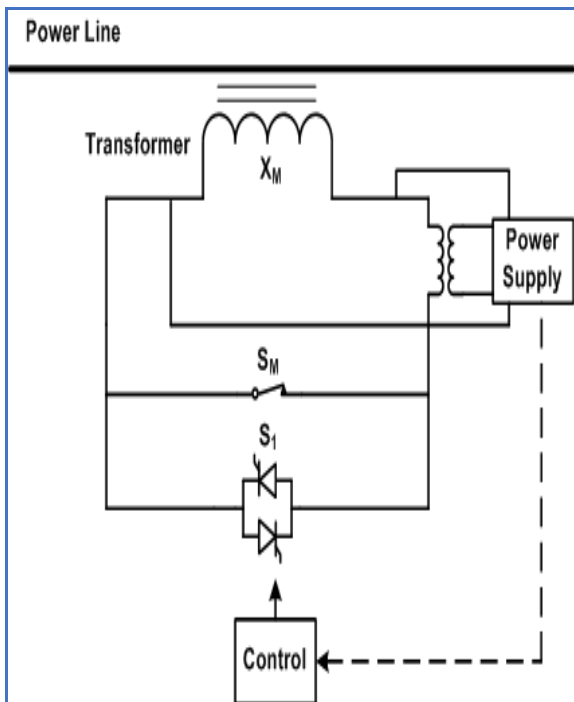 Power Line
Transformer
XM
Power
Supply
SM
S1
Control